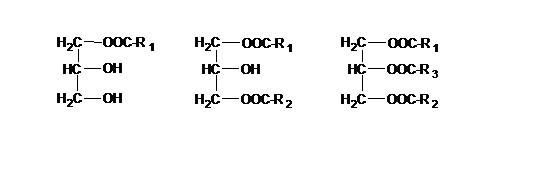 H₂C—OOC-R₁ H₂C—OOC-R₁ H₂C—OOC-R₁
HC—OH HC—OH HC—OOC-R₃
H₂C—OH H₂C—OOC-R₂ H₂C—OOC-R₂